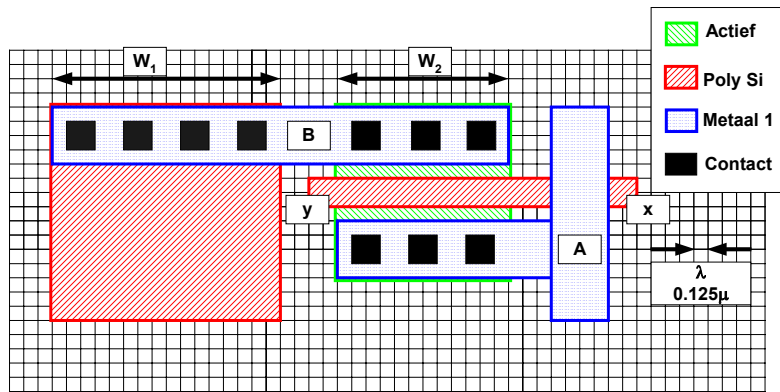 W1
W2
Actief
Poly Si
Metaal 1
Contact
B
y
x
A
λ
0.125μ